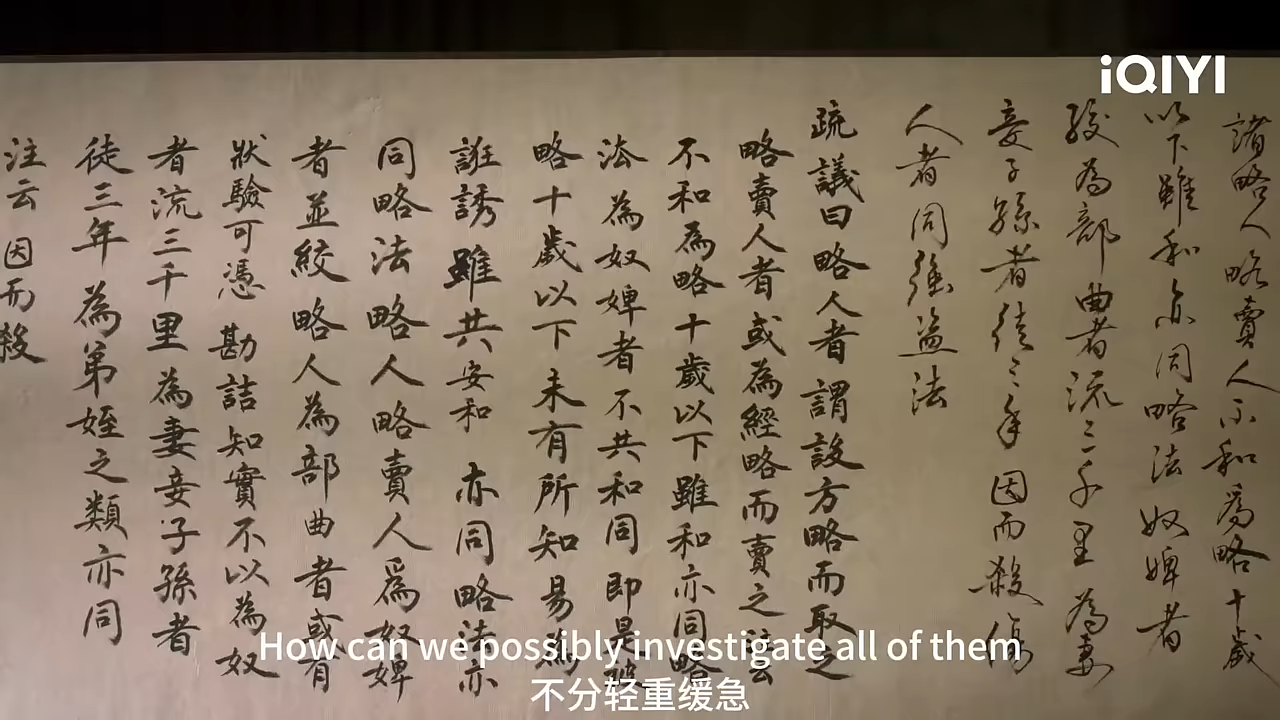 iQIYI
諸略人略賣人不和爲略十歲
以下雖和亦同略法奴婢者
絞為部曲者流三千里為妻
妾子孫者徒三年因而殺傷
人者同強盜法
疏議曰略人者謂設方略而取之
略賣人者或為經略而賣之注云
不和為略十歲以下雖和亦同略
法為奴婢者不共和同即是被
略十歲以下未有所知易為
誑誘雖共安和亦同略法亦
同略法略人略賣人爲奴婢
者並絞略人為部曲者或有
狀驗可憑勘詰知實不以為奴
者流三千里為妻妾子孫者
徒三年為弟姪之類亦同
注云因而殺
How can we possibly investigate all of them
不分轻重缓急